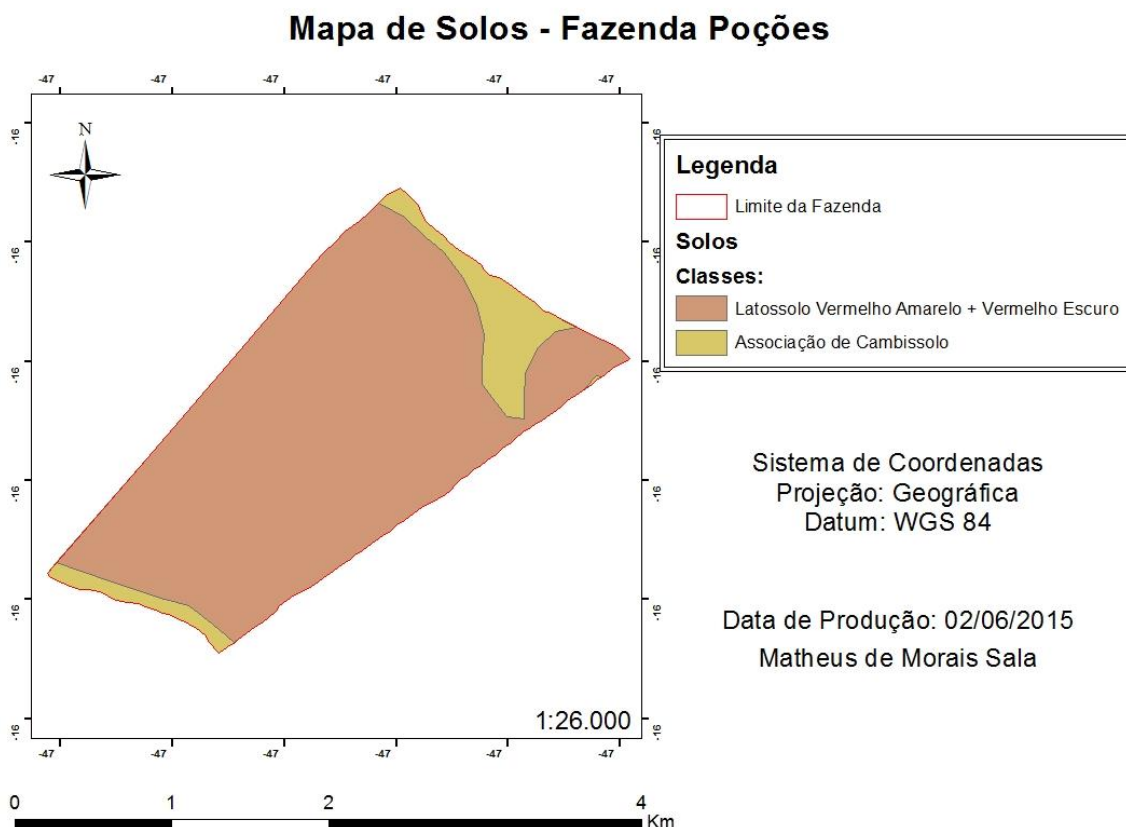 Mapa de Solos - Fazenda Poções
-47 -47 -47 -47 -47 -47
N
-16 -16
-16 -16
-16 -16
-16 -16
-16 -16
-16 -16
Legenda
Limite da Fazenda
Solos
Classes:
Latossolo Vermelho Amarelo + Vermelho Escuro
Associação de Cambissolo
Sistema de Coordenadas
Projeção: Geográfica
Datum: WGS 84
Data de Produção: 02/06/2015
Matheus de Morais Sala
1:26.000
-47 -47 -47 -47 -47 -47
0 1 2 4
Km